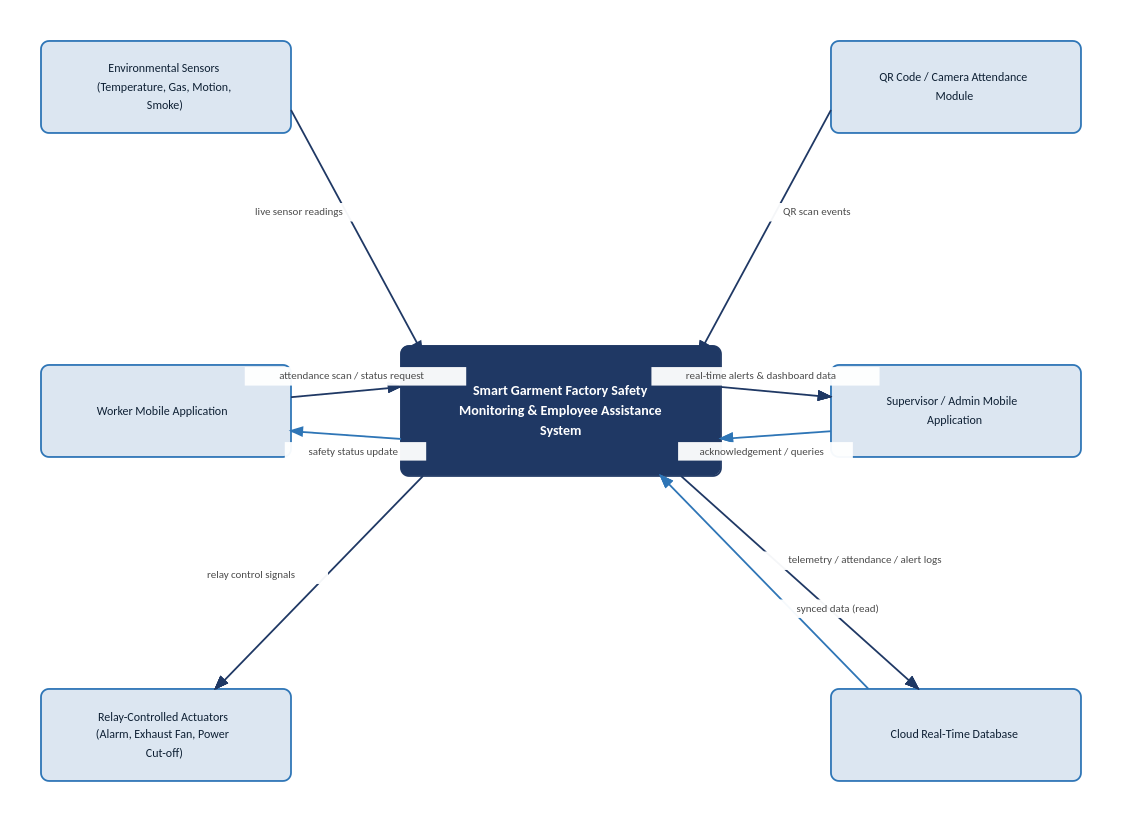 Environmental Sensors
(Temperature, Gas, Motion,
Smoke)
QR Code / Camera Attendance
Module
live sensor readings
QR scan events
Worker Mobile Application
attendance scan / status request
safety status update
Smart Garment Factory Safety
Monitoring & Employee Assistance
System
real-time alerts & dashboard data
acknowledgement / queries
Supervisor / Admin Mobile
Application
relay control signals
telemetry / attendance / alert logs
synced data (read)
Relay-Controlled Actuators
(Alarm, Exhaust Fan, Power
Cut-off)
Cloud Real-Time Database